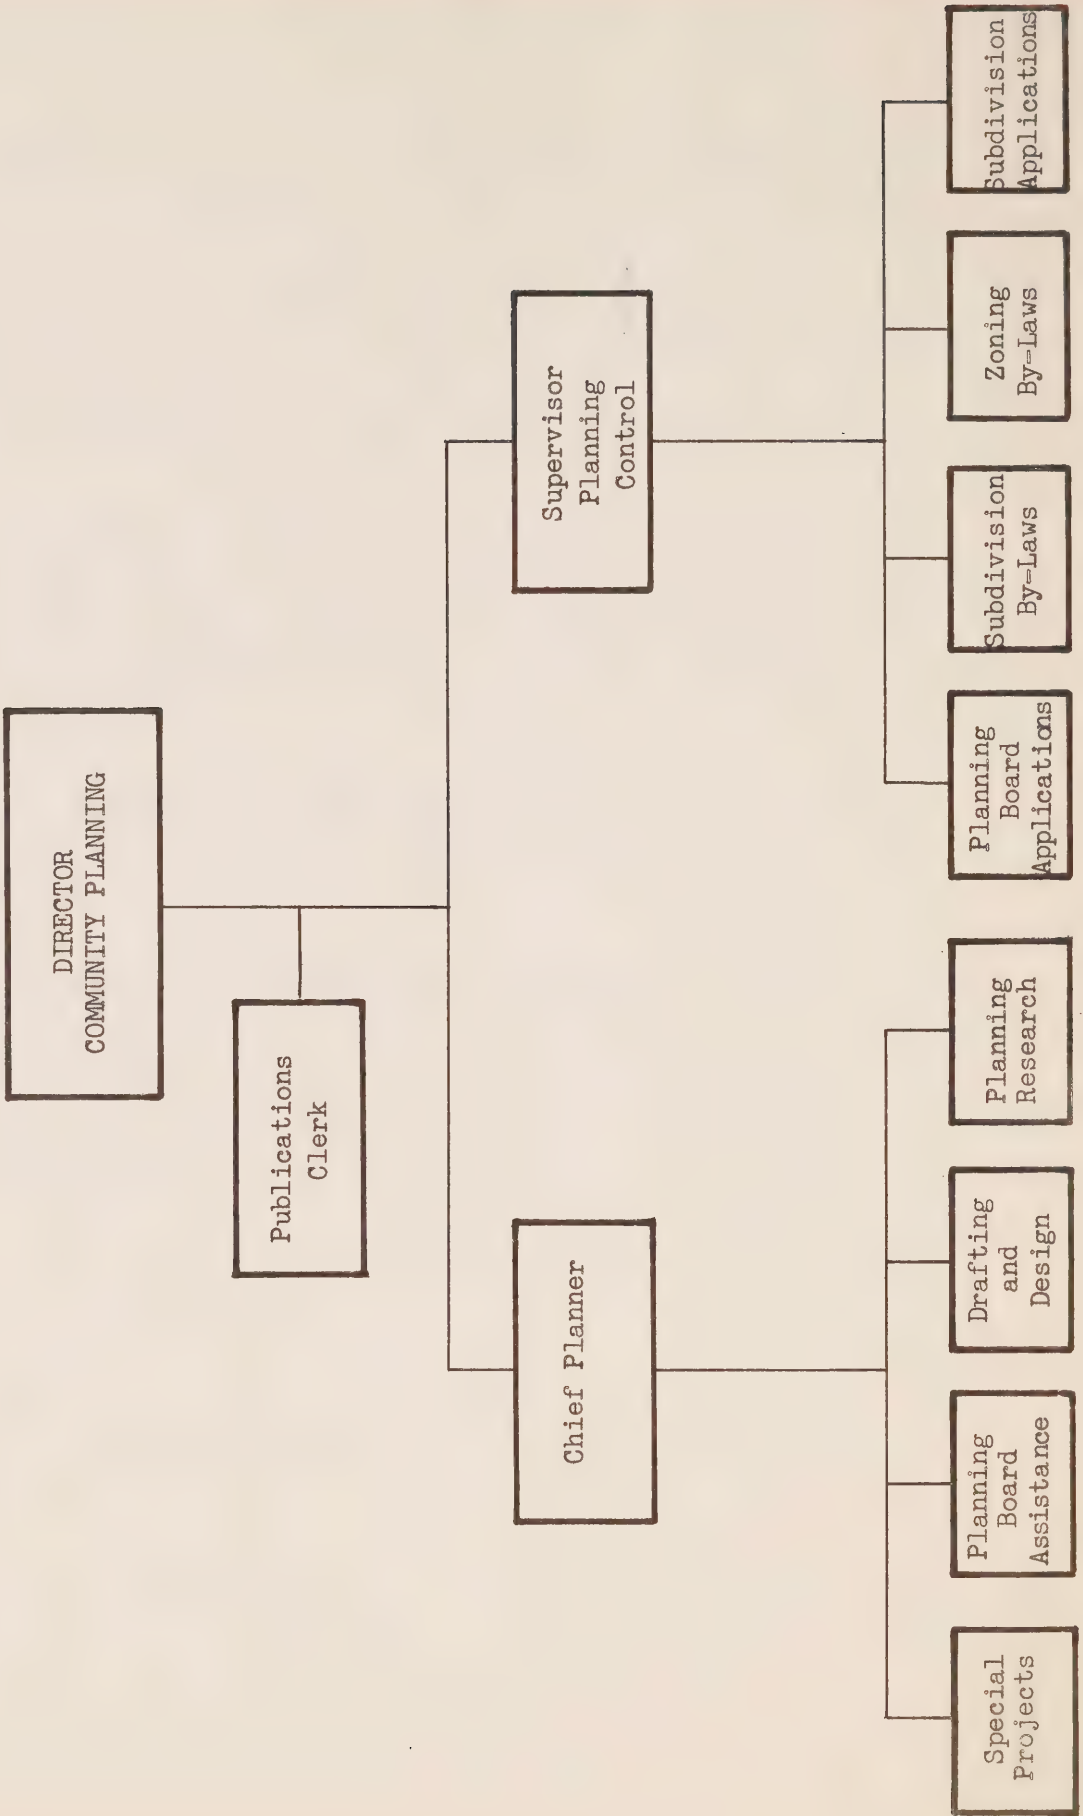 DIRECTOR
COMMUNITY PLANNING
Publications
Clerk
Chief Planner
Supervisor
Planning
Control
Special
Projects
Planning
Board
Assistance
Drafting
and
Design
Planning
Research
Planning
Board
Applications
Subdivision
By-Laws
Zoning
By-Laws
Subdivision
Applications